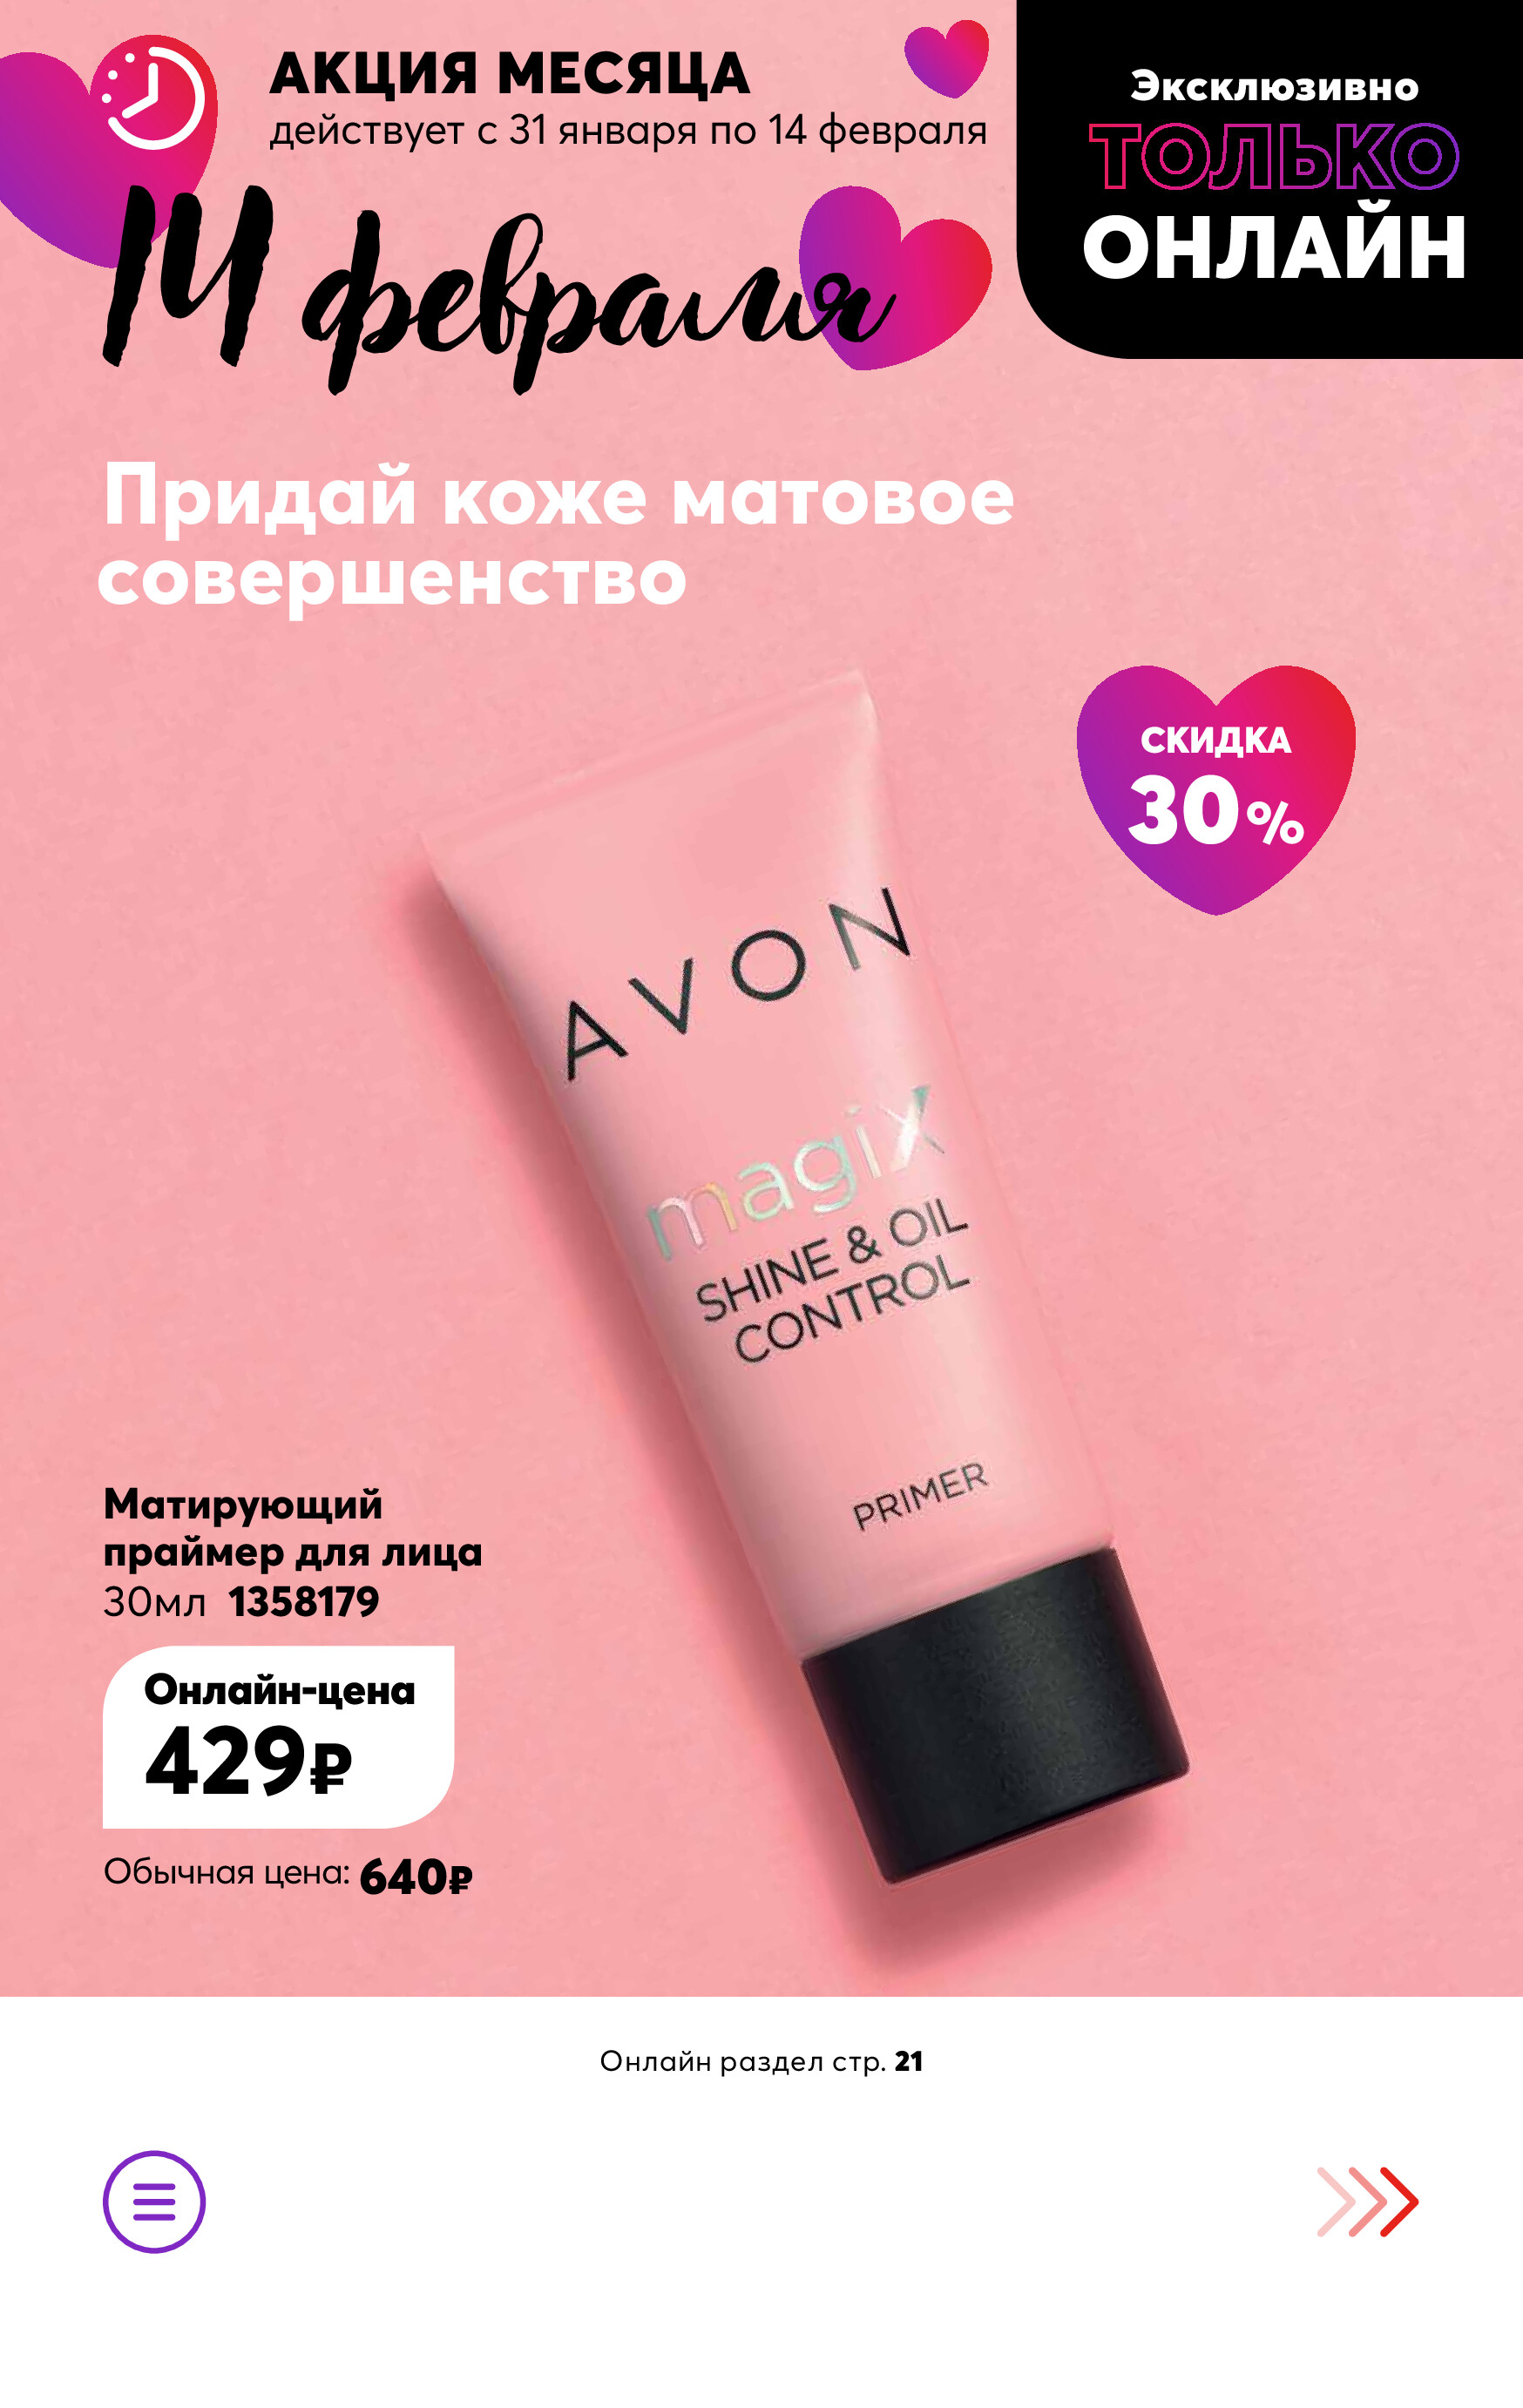 АКЦИЯ МЕСЯЦА
действует с 31 января по 14 февраля
14 февраля
Эксклюзивно
ТОЛЬКО
ОНЛАЙН
Придай коже матовое
совершенство
СКИДКА
30%
AVON
magix
SHINE & OIL
CONTROL
PRIMER
Матирующий
праймер для лица
30мл 1358179
Онлайн-цена
429₽
Обычная цена: 640₽
Онлайн раздел стр. 21